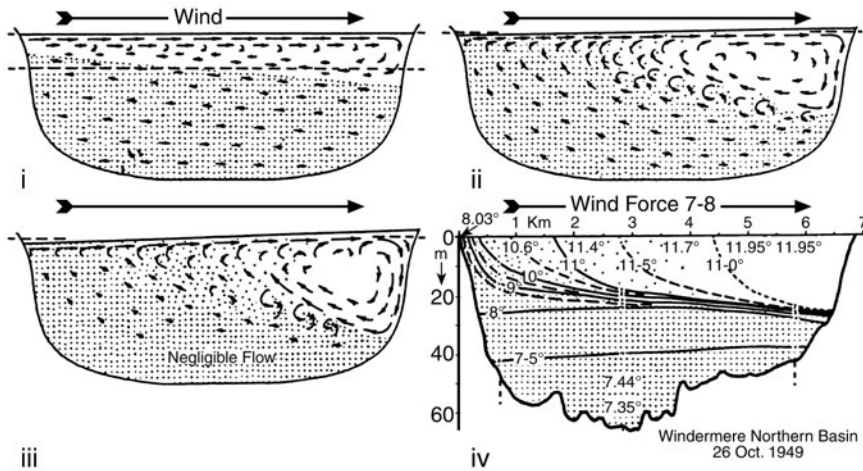 Wind
i
ii
iii
Negligible Flow
Wind Force 7-8
8.03°
1 Km 2 3 4 5 6 7
0
m
20
40
60
10.6° 11.4° 11.7° 11.95° 11.95°
10° 11° 11-5° 11-0°
9°
8°
7-5°
7.44°
7.35°
Windermere Northern Basin
26 Oct. 1949
iv